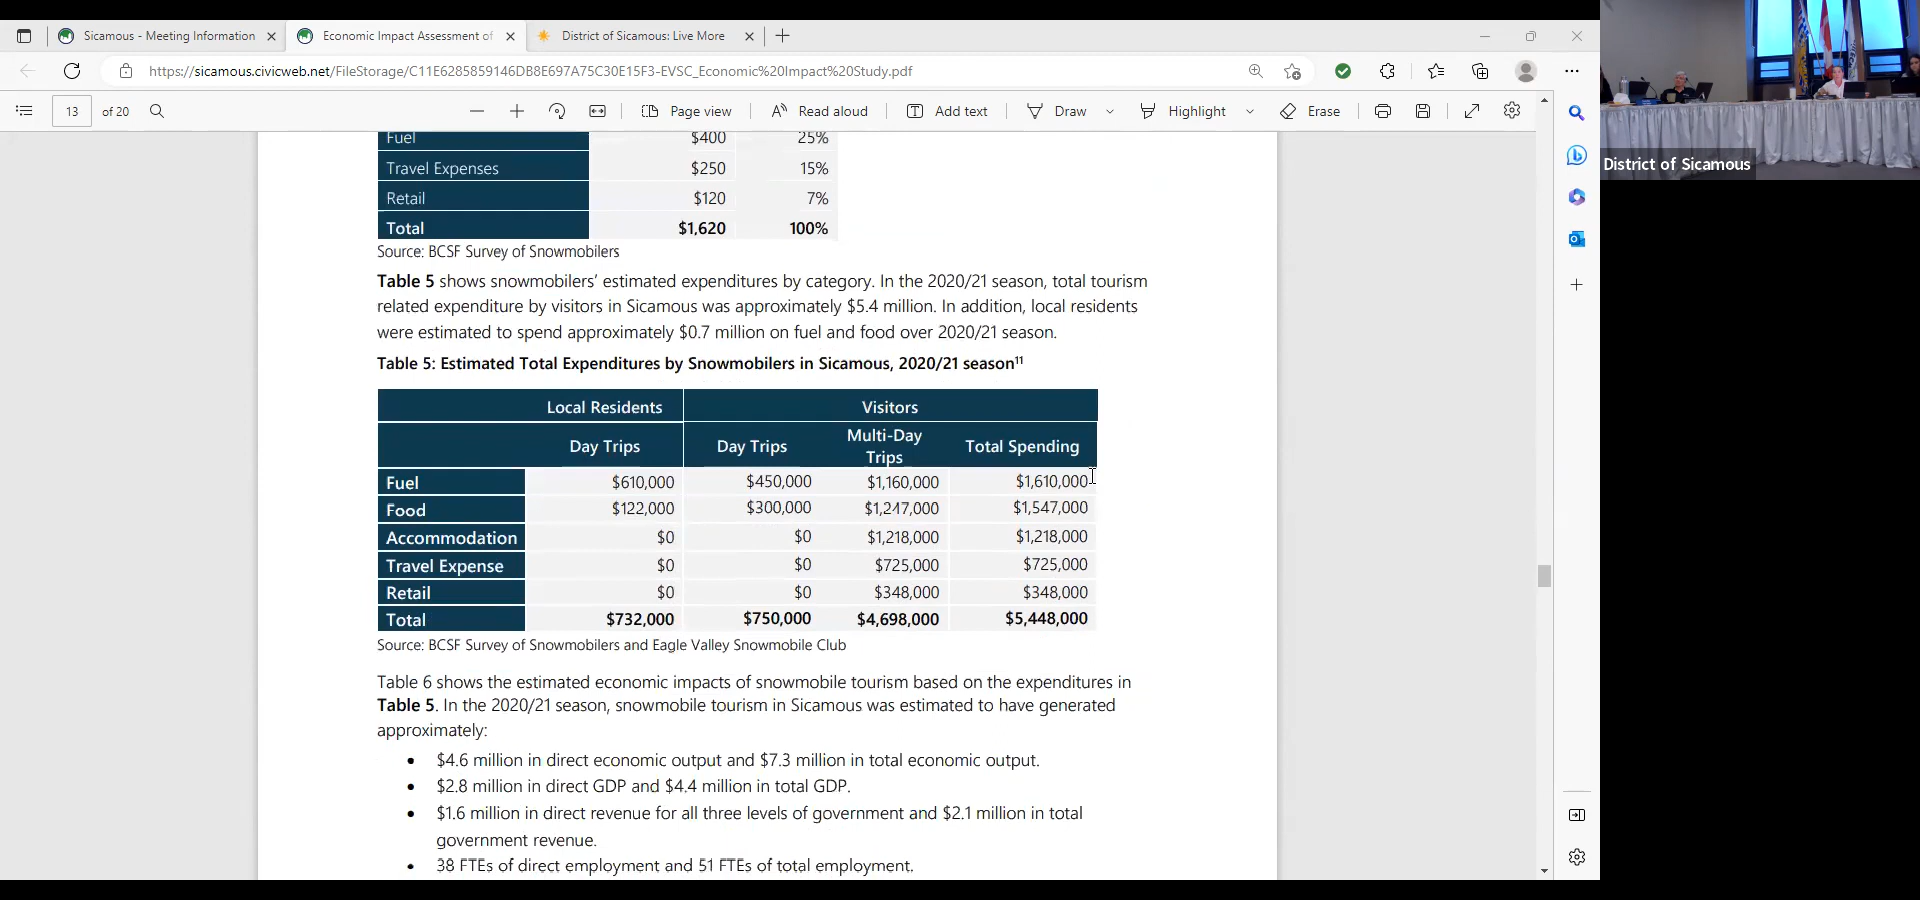 Sicamous - Meeting Information
Economic Impact Assessment of
District of Sicamous: Live More
https://sicamous.civicweb.net/FileStorage/C11E6285859146DB8E697A75C30E15F3-EVSC_Economic%20Impact%20Study.pdf
13 of 20 Page view Read aloud Add text Draw Highlight Erase
District of Sicamous
Fuel $400 25%
Travel Expenses $250 15%
Retail $120 7%
Total $1,620 100%
Source: BCSF Survey of Snowmobilers
Table 5 shows snowmobilers' estimated expenditures by category. In the 2020/21 season, total tourism
related expenditure by visitors in Sicamous was approximately $5.4 million. In addition, local residents
were estimated to spend approximately $0.7 million on fuel and food over 2020/21 season.
Table 5: Estimated Total Expenditures by Snowmobilers in Sicamous, 2020/21 season¹¹
Local Residents Visitors
Day Trips Day Trips Multi-Day Trips Total Spending
Fuel $610,000 $450,000 $1,160,000 $1,610,000
Food $122,000 $300,000 $1,247,000 $1,547,000
Accommodation $0 $0 $1,218,000 $1,218,000
Travel Expense $0 $0 $725,000 $725,000
Retail $0 $0 $348,000 $348,000
Total $732,000 $750,000 $4,698,000 $5,448,000
Source: BCSF Survey of Snowmobilers and Eagle Valley Snowmobile Club
Table 6 shows the estimated economic impacts of snowmobile tourism based on the expenditures in
Table 5. In the 2020/21 season, snowmobile tourism in Sicamous was estimated to have generated
approximately:
• $4.6 million in direct economic output and $7.3 million in total economic output.
• $2.8 million in direct GDP and $4.4 million in total GDP.
• $1.6 million in direct revenue for all three levels of government and $2.1 million in total
government revenue.
• 38 FTEs of direct employment and 51 FTEs of total employment.